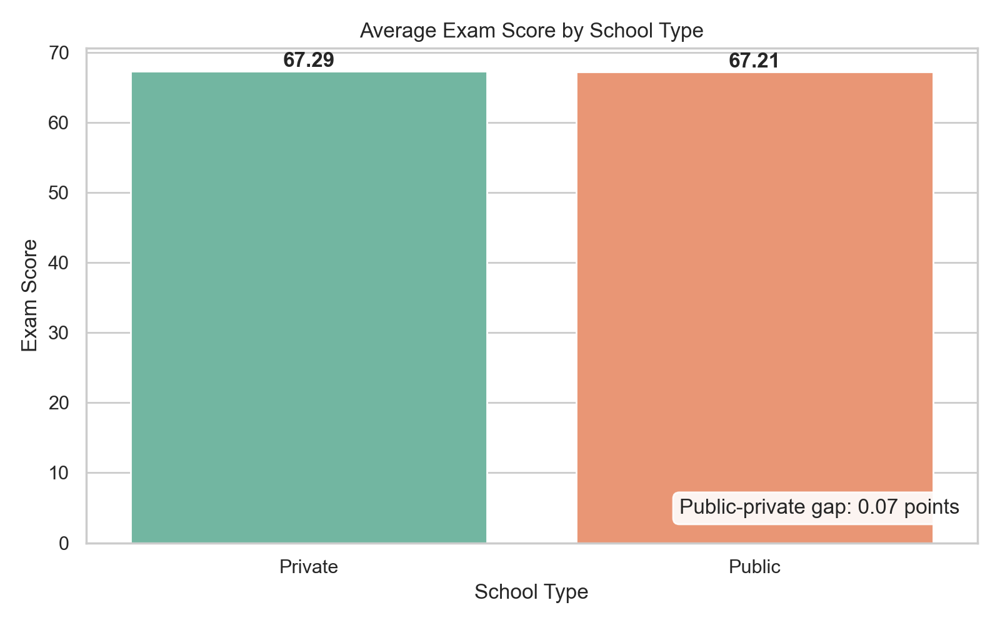 Average Exam Score by School Type
70
60
50
40
30
20
10
0
Exam Score
67.29
67.21
Public-private gap: 0.07 points
Private
Public
School Type